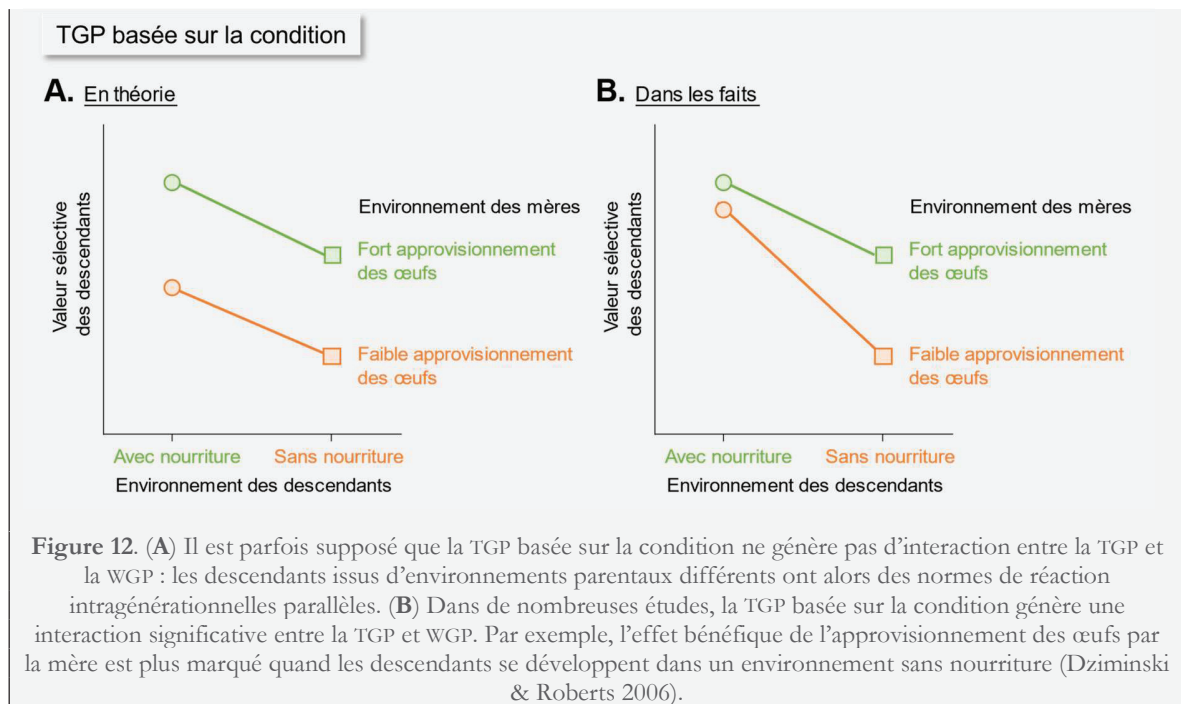 TGP basée sur la condition
A. En théorie
Valeur sélective
des descendants
Environnement des mères
Fort approvisionnement
des œufs
Faible approvisionnement
des œufs
Avec nourriture
Sans nourriture
Environnement des descendants
B. Dans les faits
Valeur sélective
des descendants
Environnement des mères
Fort approvisionnement
des œufs
Faible approvisionnement
des œufs
Avec nourriture
Sans nourriture
Environnement des descendants
Figure 12. (A) Il est parfois supposé que la TGP basée sur la condition ne génère pas d’interaction entre la TGP et
la WGP : les descendants issus d’environnements parentaux différents ont alors des normes de réaction
intragénérationnelles parallèles. (B) Dans de nombreuses études, la TGP basée sur la condition génère une
interaction significative entre la TGP et WGP. Par exemple, l’effet bénéfique de l’approvisionnement des œufs par
la mère est plus marqué quand les descendants se développent dans un environnement sans nourriture (Dziminski
& Roberts 2006).